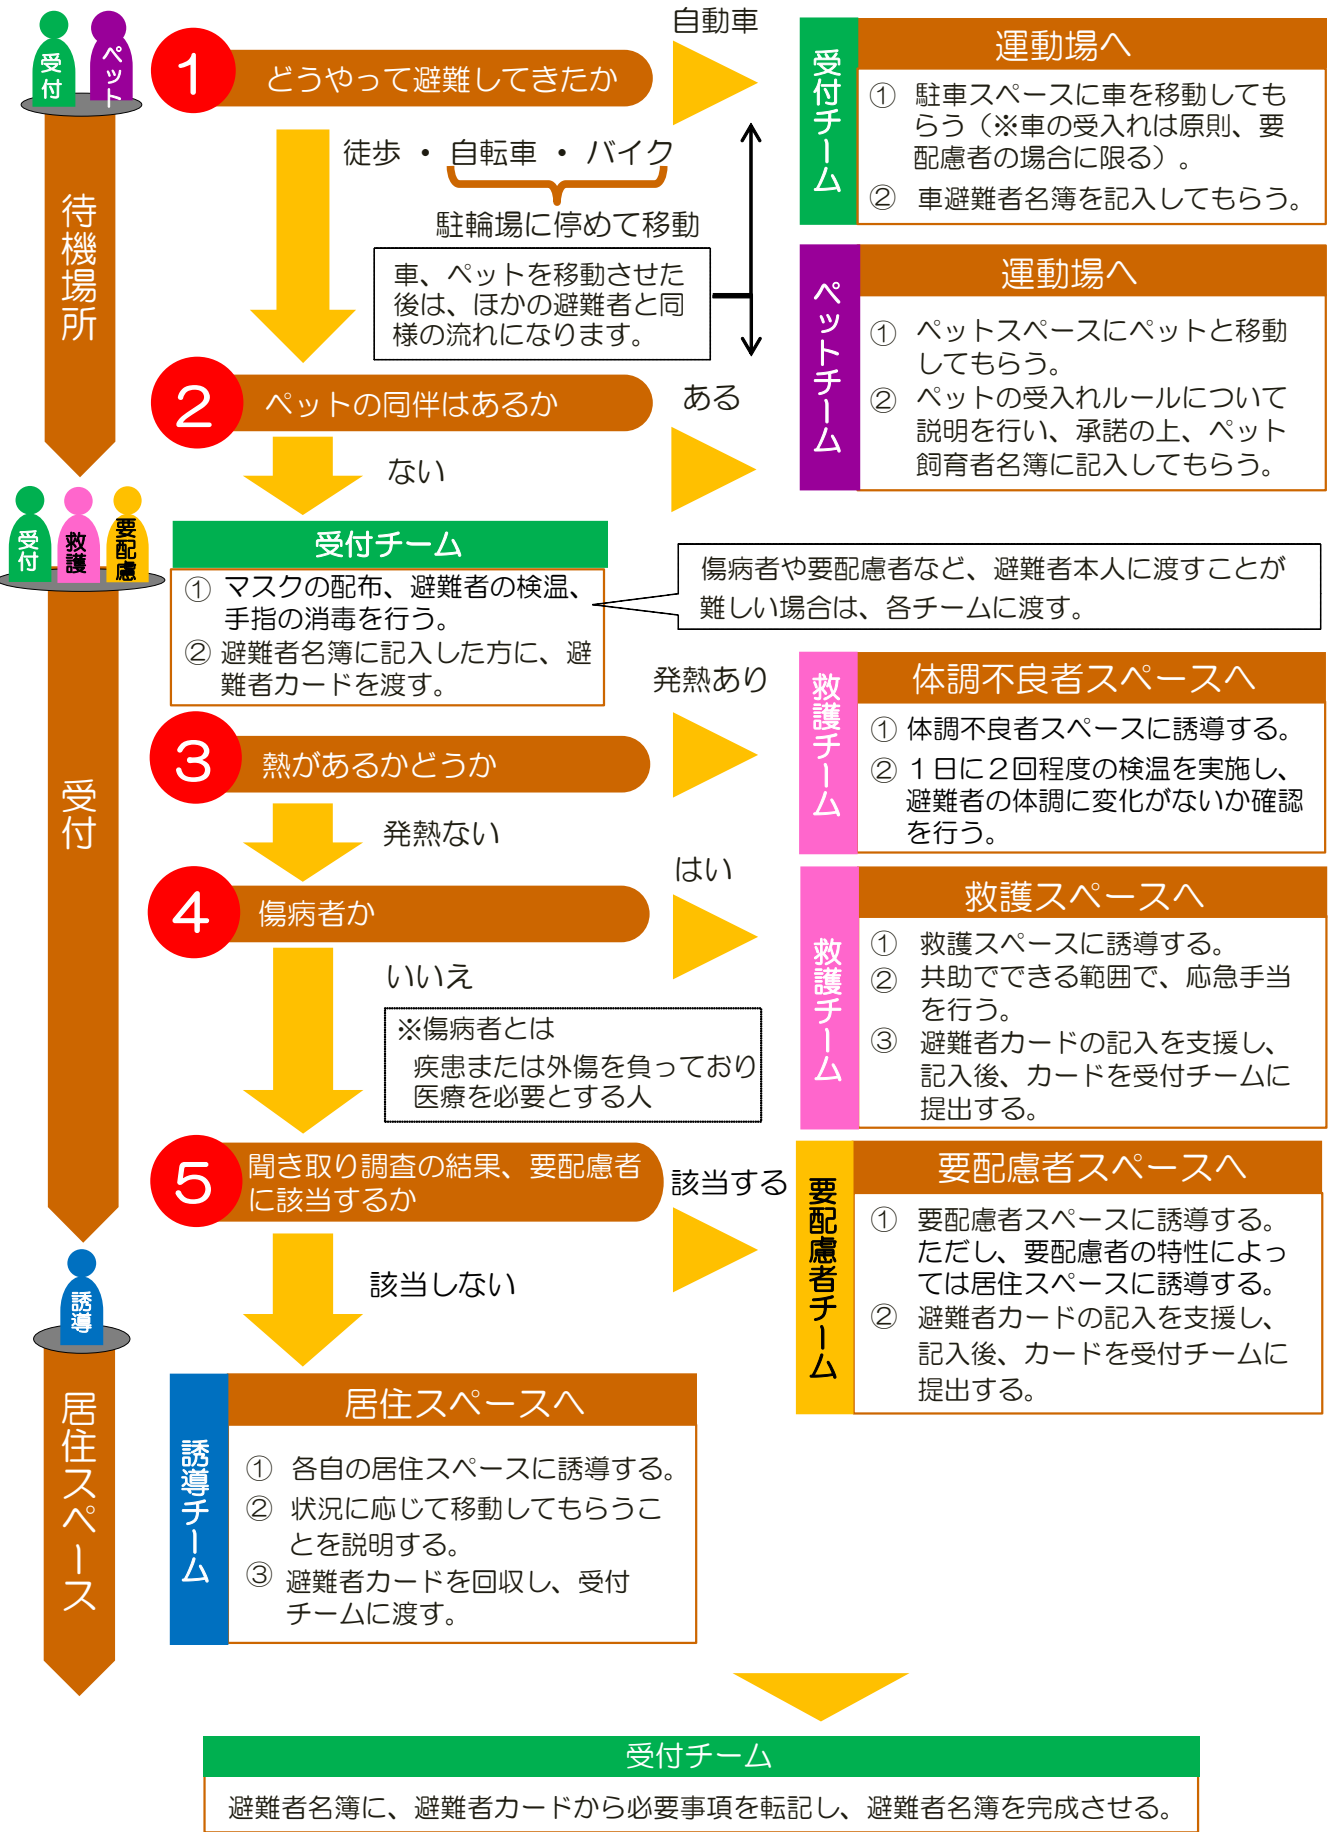 受付
ペット
1
どうやって避難してきたか
自動車
受付チーム
運動場へ
① 駐車スペースに車を移動しても
らう（※車の受入れは原則、要
配慮者の場合に限る）。
② 車避難者名簿を記入してもらう。
徒歩 ・ 自転車 ・ バイク
駐輪場に停めて移動
車、ペットを移動させた
後は、ほかの避難者と同
様の流れになります。
待機場所
2
ペットの同伴はあるか
ある
ペットチーム
運動場へ
① ペットスペースにペットと移動
してもらう。
② ペットの受入れルールについて
説明を行い、承諾の上、ペット
飼育者名簿に記入してもらう。
ない
受付
救護
要配慮
受付チーム
① マスクの配布、避難者の検温、
手指の消毒を行う。
② 避難者名簿に記入した方に、避
難者カードを渡す。
傷病者や要配慮者など、避難者本人に渡すことが
難しい場合は、各チームに渡す。
受付
3
熱があるかどうか
発熱あり
救護チーム
体調不良者スペースへ
① 体調不良者スペースに誘導する。
② １日に２回程度の検温を実施し、
避難者の体調に変化がないか確認
を行う。
発熱ない
4
傷病者か
はい
救護チーム
救護スペースへ
① 救護スペースに誘導する。
② 共助でできる範囲で、応急手当
を行う。
③ 避難者カードの記入を支援し、
記入後、カードを受付チームに
提出する。
いいえ
※傷病者とは
疾患または外傷を負っており
医療を必要とする人
5
聞き取り調査の結果、要配慮者
に該当するか
該当する
要配慮者チーム
要配慮者スペースへ
① 要配慮者スペースに誘導する。
ただし、要配慮者の特性によっ
ては居住スペースに誘導する。
② 避難者カードの記入を支援し、
記入後、カードを受付チームに
提出する。
該当しない
誘導
居住スペース
誘導チーム
居住スペースへ
① 各自の居住スペースに誘導する。
② 状況に応じて移動してもらうこ
とを説明する。
③ 避難者カードを回収し、受付
チームに渡す。
受付チーム
避難者名簿に、避難者カードから必要事項を転記し、避難者名簿を完成させる。